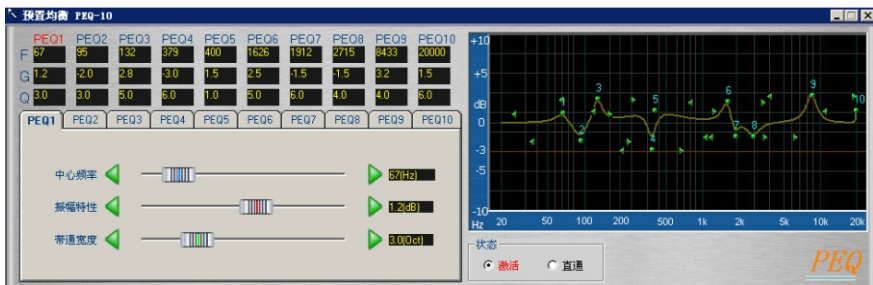 预置均衡 PEQ-10
PEQ1 PEQ2 PEQ3 PEQ4 PEQ5 PEQ6 PEQ7 PEQ8 PEQ9 PEQ10
F 67 95 132 379 400 1626 1912 2715 8433 20000
G 1.2 -2.0 2.8 -3.0 1.5 2.5 -1.5 -1.5 3.2 1.5
Q 3.0 3.0 5.0 6.0 1.0 5.0 6.0 4.0 4.0 6.0
PEQ1 PEQ2 PEQ3 PEQ4 PEQ5 PEQ6 PEQ7 PEQ8 PEQ9 PEQ10
中心频率 67(Hz)
振幅特性 1.2(dB)
带通宽度 3.0(Oct)
+10
+5
dB
0
-3
-5
-10
1 2 3 4 5 6 7 8 9 10
Hz 20 50 100 200 500 1k 2k 5k 10k 20k
状态
激活 直通
PEQ